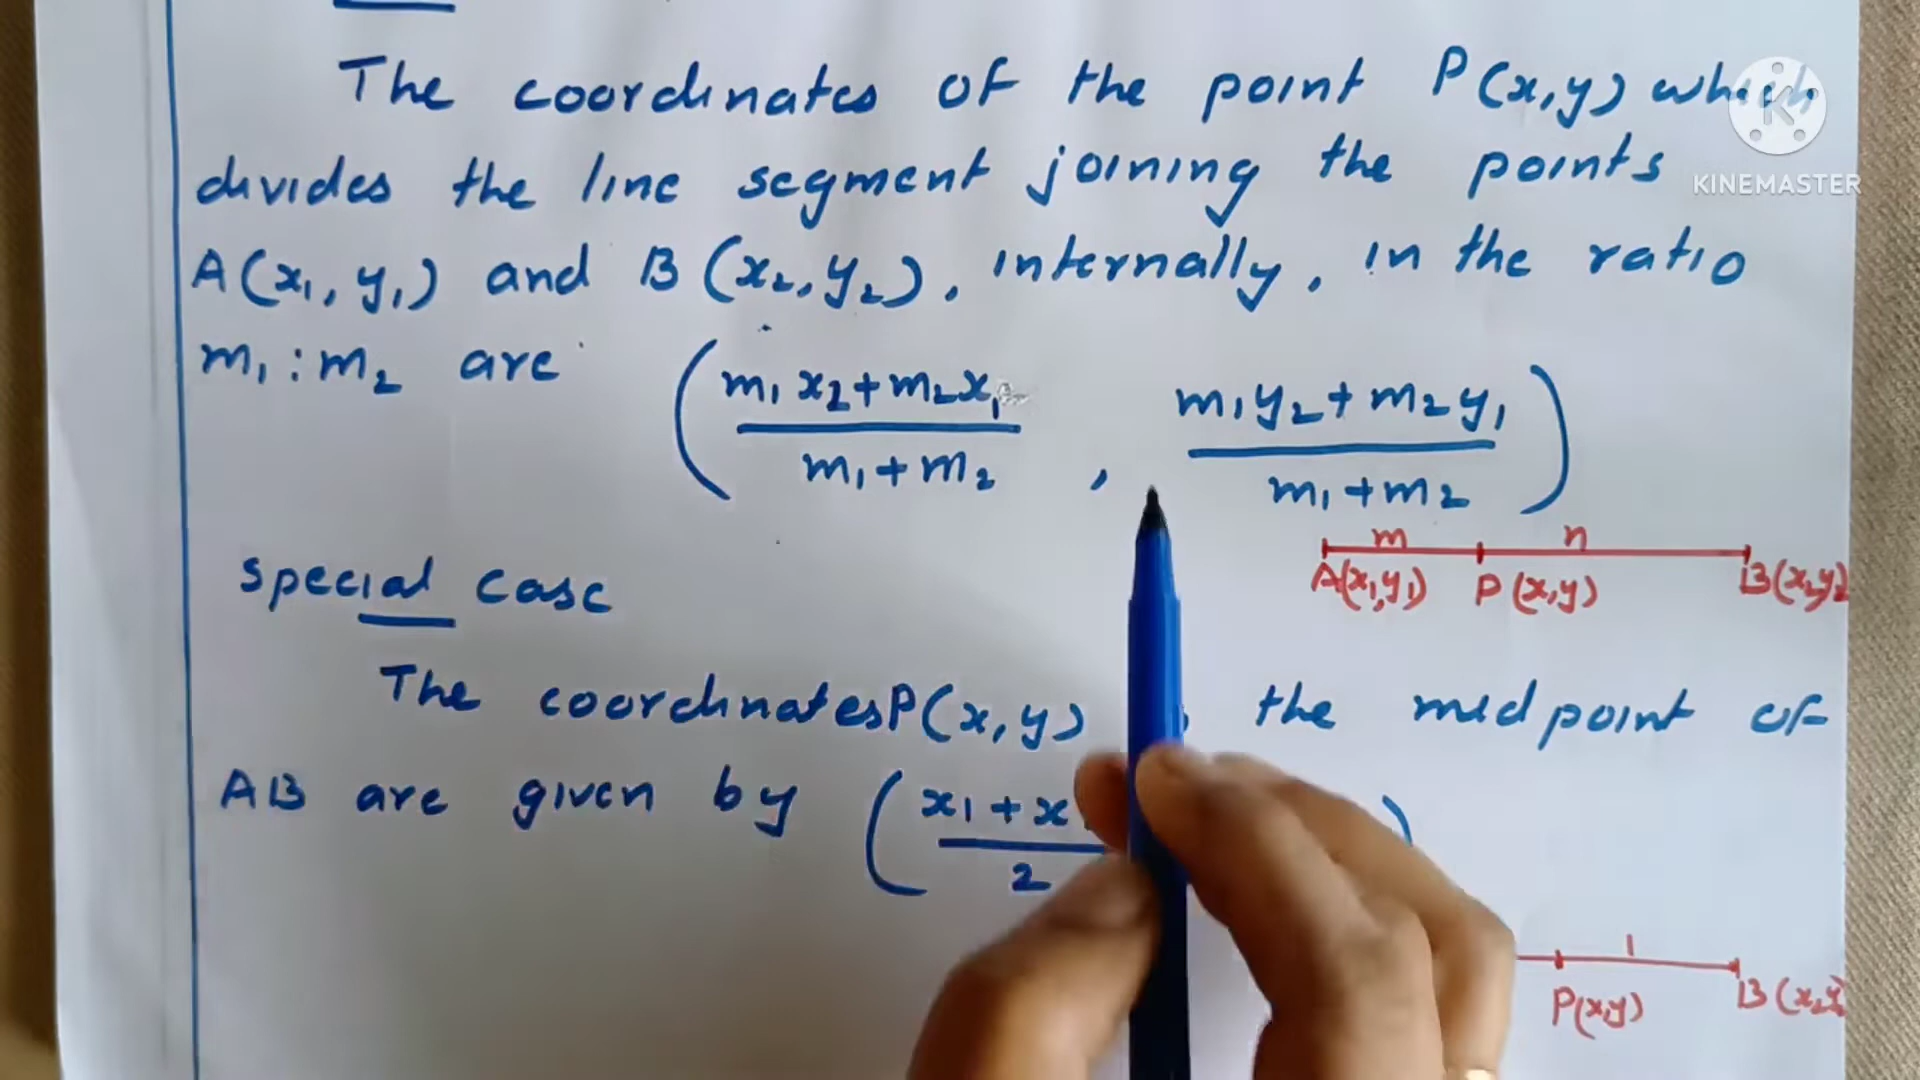 The coordinates of the point P(x,y) which
KINEMASTER
divides the line segment joining the points
A(x₁, y₁) and B(x₂, y₂), internally, in the ratio
m₁ : m₂ are (m₁x₂+m₂x₁/m₁+m₂ , m₁y₂+m₂y₁/m₁+m₂)
m n
A(x₁,y₁) P(x,y) B(x₂,y₂
special case
The coordinatesP(x,y) the midpoint of
AB are given by (x₁+x /2 )
1
P(x,y) B(x₂,y